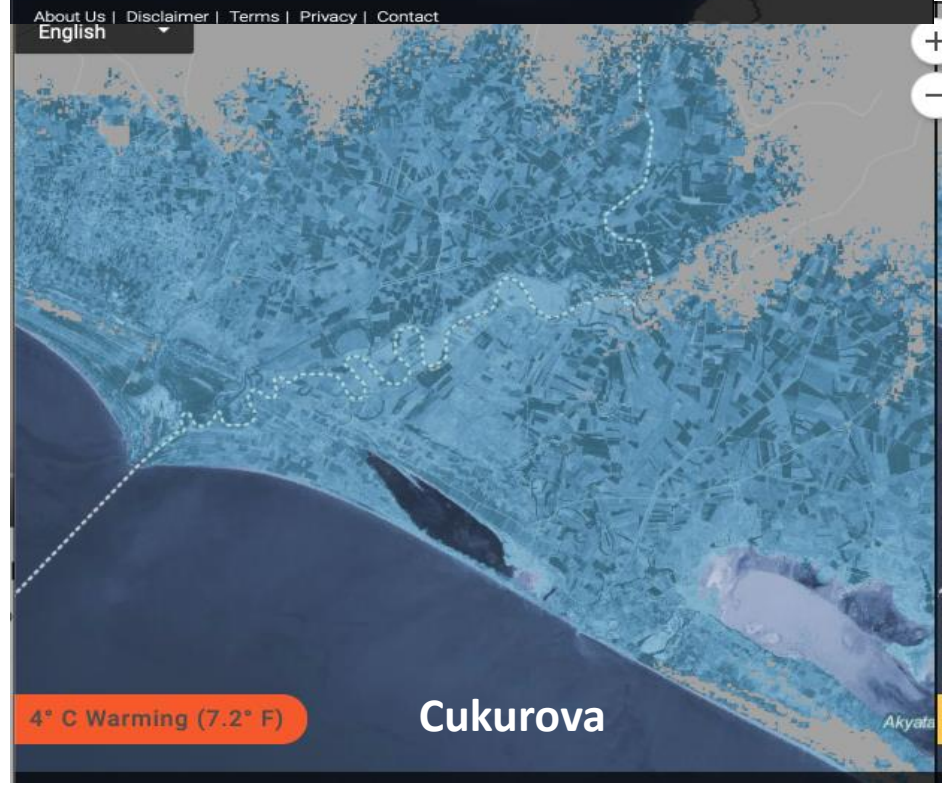 About Us | Disclaimer | Terms | Privacy | Contact
English
+
−
4° C Warming (7.2° F)
Cukurova
Akyata